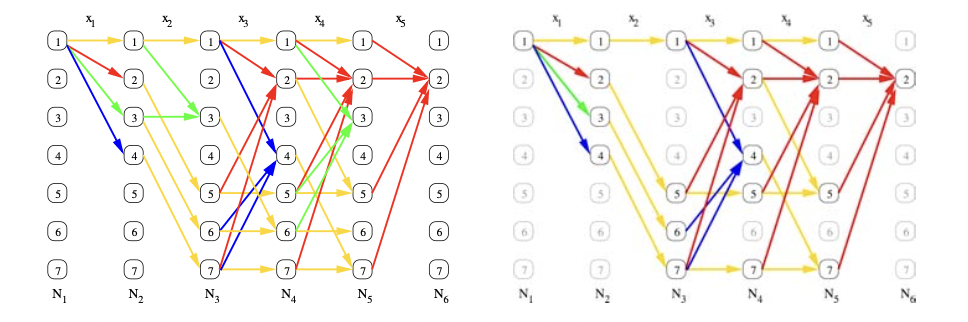 x1 x2 x3 x4 x5 x1 x2 x3 x4 x5
1 1 1 1 1 1 1 1 1 1 1 1
2 2 2 2 2 2 2 2 2 2 2 2
3 3 3 3 3 3 3 3 3 3 3 3
4 4 4 4 4 4 4 4 4 4 4 4
5 5 5 5 5 5 5 5 5 5 5 5
6 6 6 6 6 6 6 6 6 6 6 6
7 7 7 7 7 7 7 7 7 7 7 7
N1 N2 N3 N4 N5 N6 N1 N2 N3 N4 N5 N6